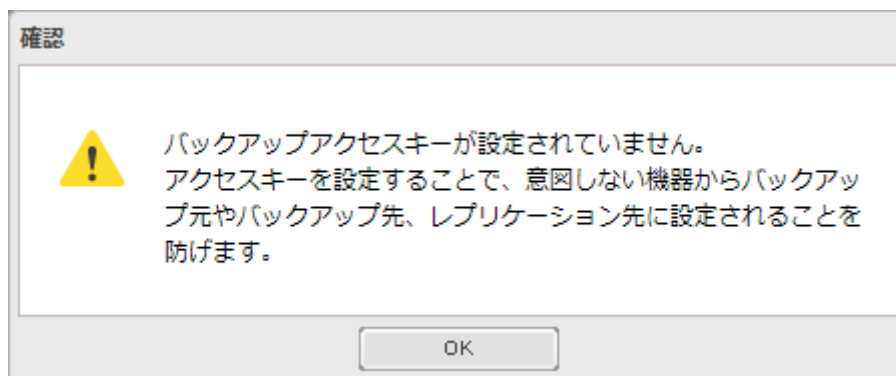 確認
バックアップアクセスキーが設定されていません。
アクセスキーを設定することで、意図しない機器からバックアッ
プ元やバックアップ先、レプリケーション先に設定されることを
防げます。
OK